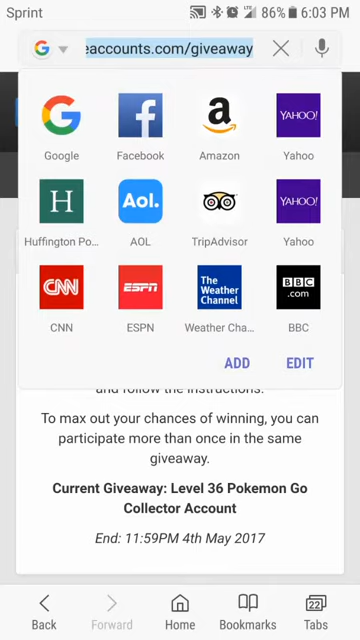 Sprint 86% 6:03 PM
eaccounts.com/giveaway
Google Facebook Amazon Yahoo
YAHOO!
H Aol. YAHOO!
Huffington Po... AOL TripAdvisor Yahoo
CNN ESPN The Weather Channel BBC .com
CNN ESPN Weather Cha... BBC
ADD EDIT
and follow the instructions.
To max out your chances of winning, you can
participate more than once in the same
giveaway.
Current Giveaway: Level 36 Pokemon Go
Collector Account
End: 11:59PM 4th May 2017
22
Back Forward Home Bookmarks Tabs